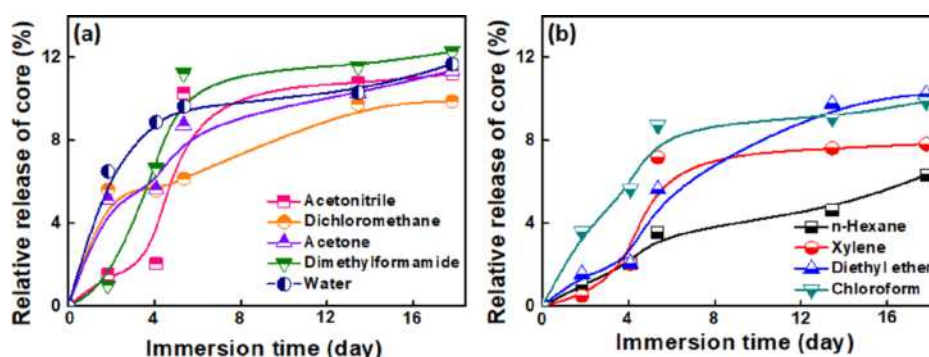 (a)
Relative release of core (%)
12
8
4
0
Acetonitrile
Dichloromethane
Acetone
Dimethylformamide
Water
0 4 8 12 16
Immersion time (day)
(b)
Relative release of core (%)
12
8
4
0
n-Hexane
Xylene
Diethyl ether
Chloroform
0 4 8 12 16
Immersion time (day)